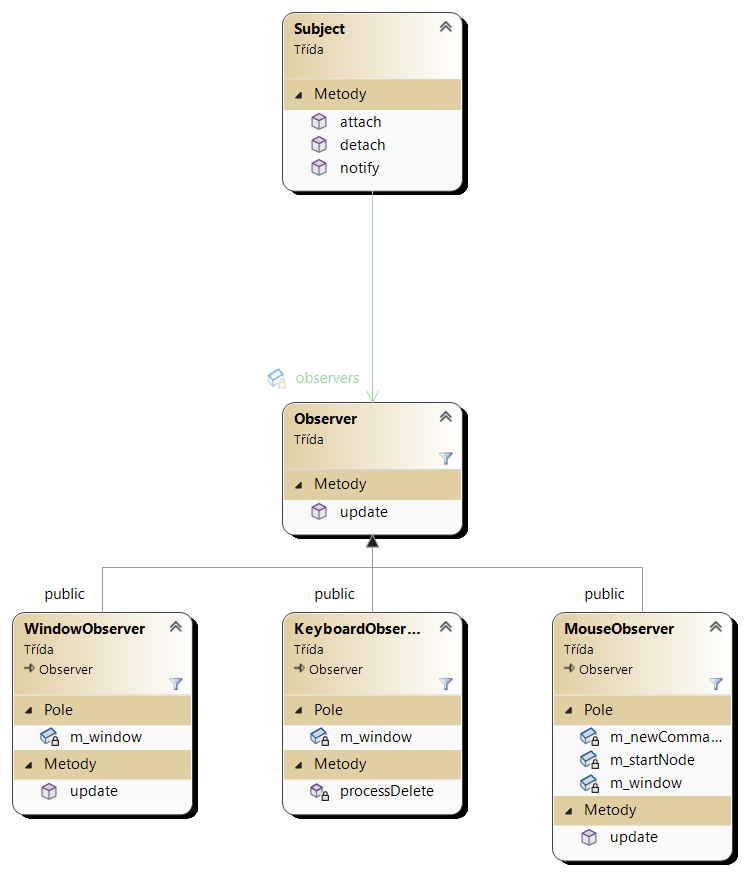 Subject
Třída
Metody
attach
detach
notify
observers
Observer
Třída
Metody
update
public
public
public
WindowObserver
Třída
Observer
Pole
m_window
Metody
update
KeyboardObser...
Třída
Observer
Pole
m_window
Metody
processDelete
MouseObserver
Třída
Observer
Pole
m_newComma...
m_startNode
m_window
Metody
update